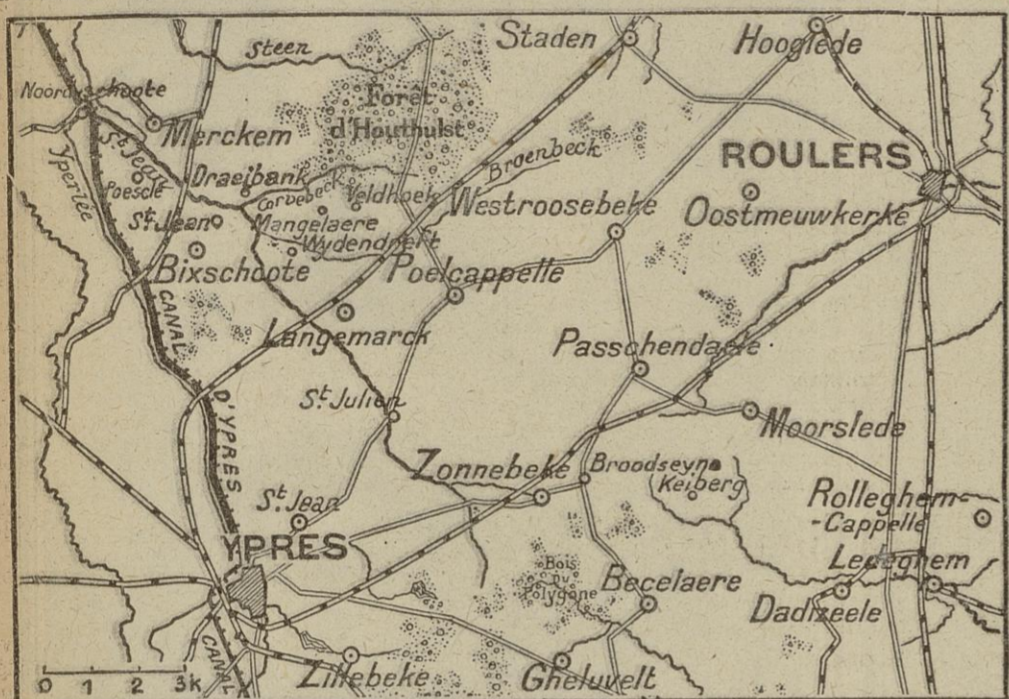 Steen
Staden
Hooglede
Noordschoote
Forêt
d'Houthulst
Merckem
St Jean
Broenbeck
ROULERS
Yperlée
Poesele
Draeibank
Corvebeck
Veldhoek
Westroosebeke
Oostmeuwkerke
St Jean
Mangelaere
Wydendreft
Bixschoote
Poelcappelle
CANAL
Langemarck
Passchendaele
St Julien
D'YPRES
Moorslede
Zonnebeke
Broodseyne
Keiberg
St Jean
Rolleghem-
-Cappelle
YPRES
Ledeghem
Bois
du
Polygone
Becelaere
Dadizeele
CANAL
Zillebeke
Gheluvelt
0 1 2 3k